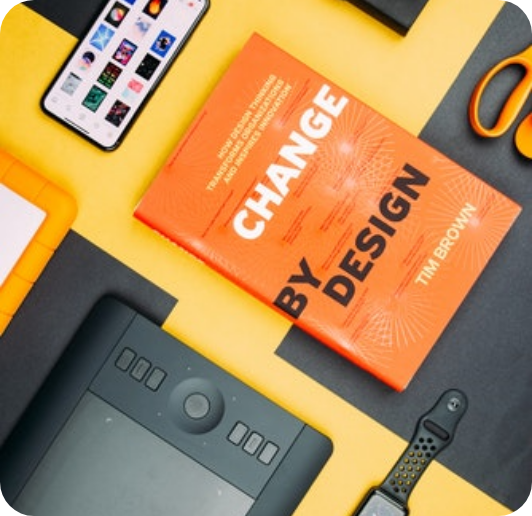 HOW DESIGN THINKING
TRANSFORMS ORGANIZATIONS
AND INSPIRES INNOVATION
CHANGE
BY
DESIGN
TIM BROWN